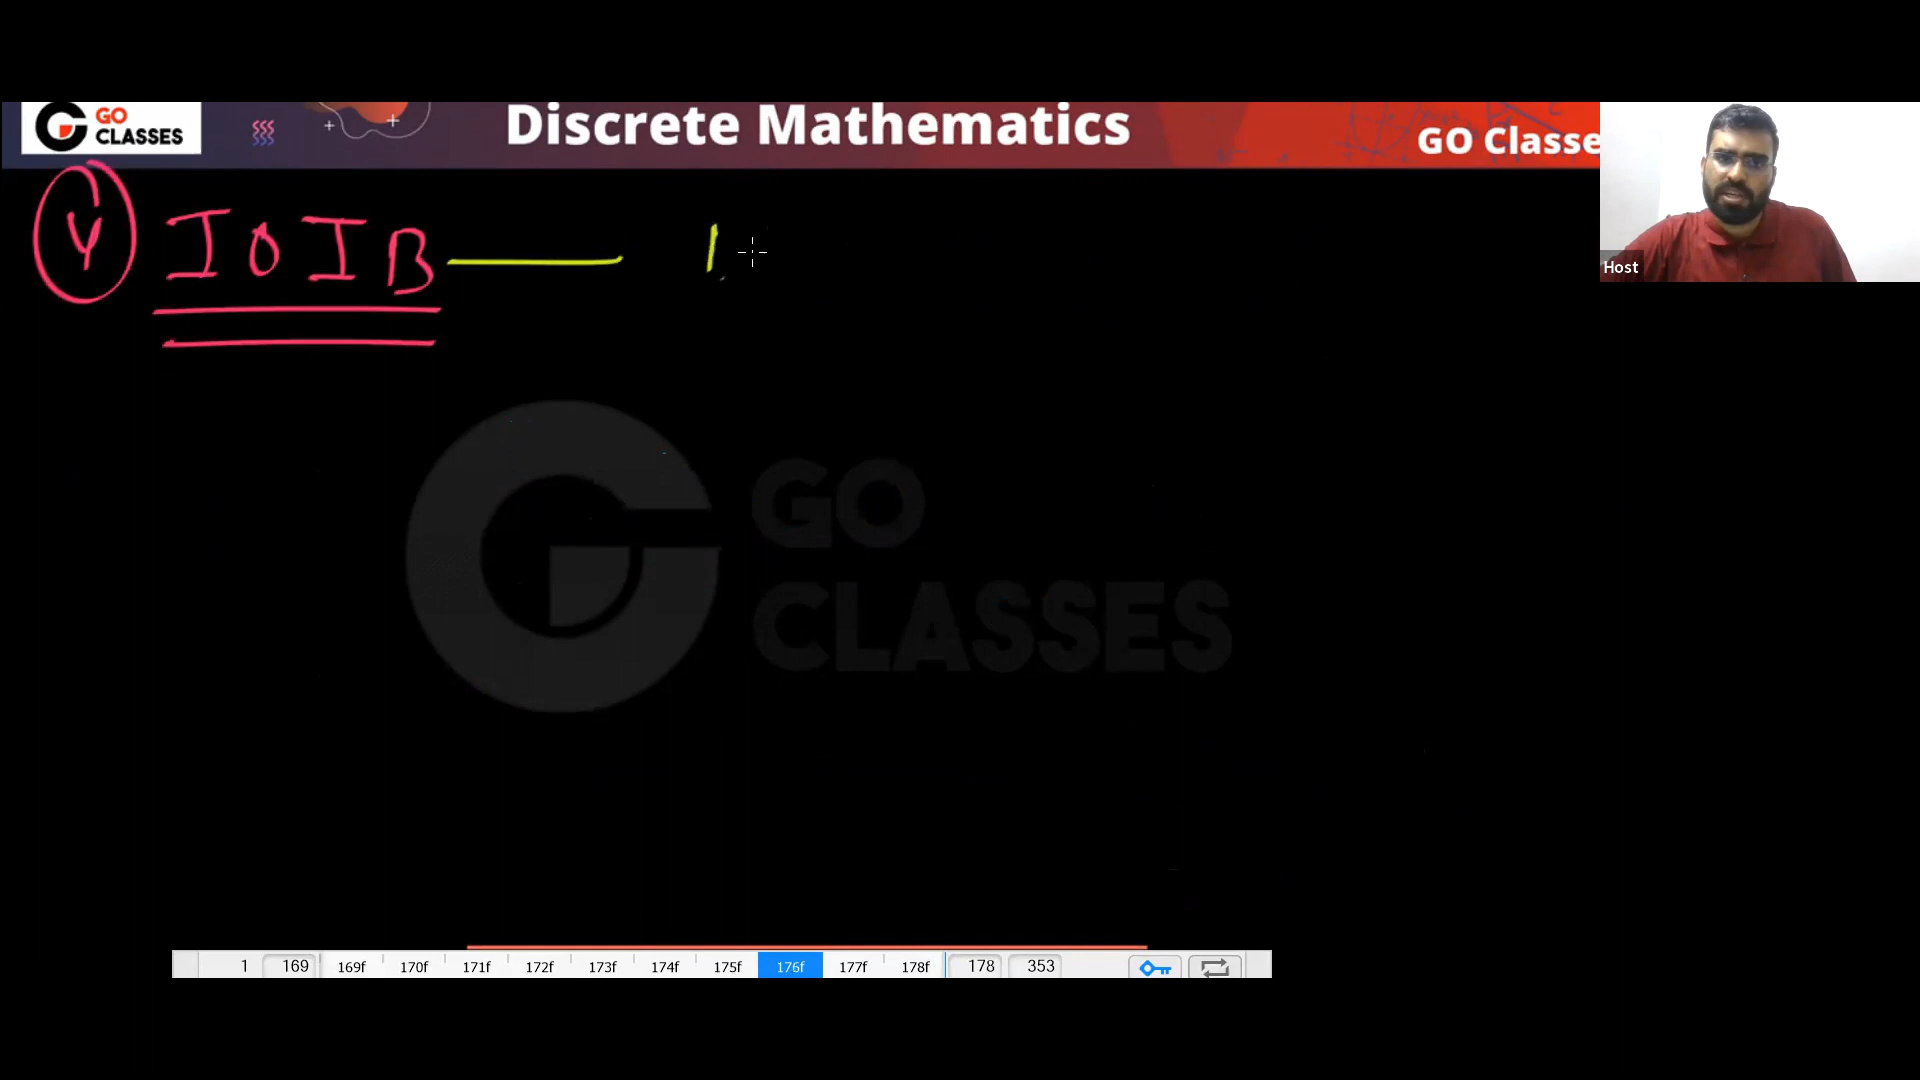 GO CLASSES
Discrete Mathematics
GO Classe
Host
4 IOIB
GO
CLASSES
1 169 169f 170f 171f 172f 173f 174f 175f 176f 177f 178f 178 353